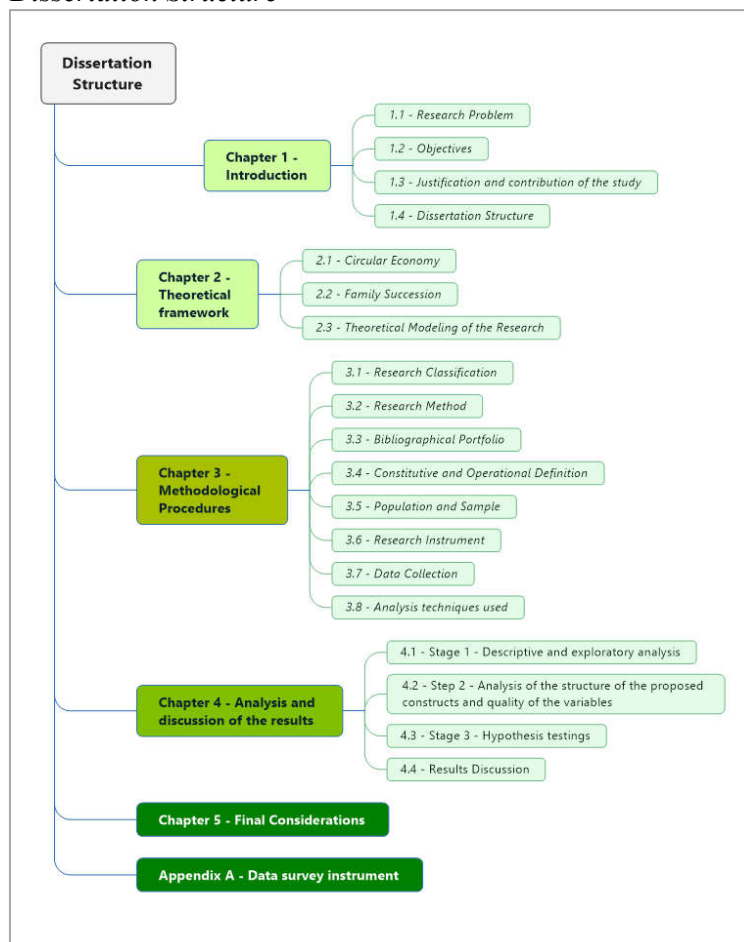 Dissertation Structure
Dissertation
Structure
Chapter 1 -
Introduction
1.1 - Research Problem
1.2 - Objectives
1.3 - Justification and contribution of the study
1.4 - Dissertation Structure
Chapter 2 -
Theoretical
framework
2.1 - Circular Economy
2.2 - Family Succession
2.3 - Theoretical Modeling of the Research
Chapter 3 -
Methodological
Procedures
3.1 - Research Classification
3.2 - Research Method
3.3 - Bibliographical Portfolio
3.4 - Constitutive and Operational Definition
3.5 - Population and Sample
3.6 - Research Instrument
3.7 - Data Collection
3.8 - Analysis techniques used
Chapter 4 - Analysis and
discussion of the results
4.1 - Stage 1 - Descriptive and exploratory analysis
4.2 - Step 2 - Analysis of the structure of the proposed
constructs and quality of the variables
4.3 - Stage 3 - Hypothesis testings
4.4 - Results Discussion
Chapter 5 - Final Considerations
Appendix A - Data survey instrument